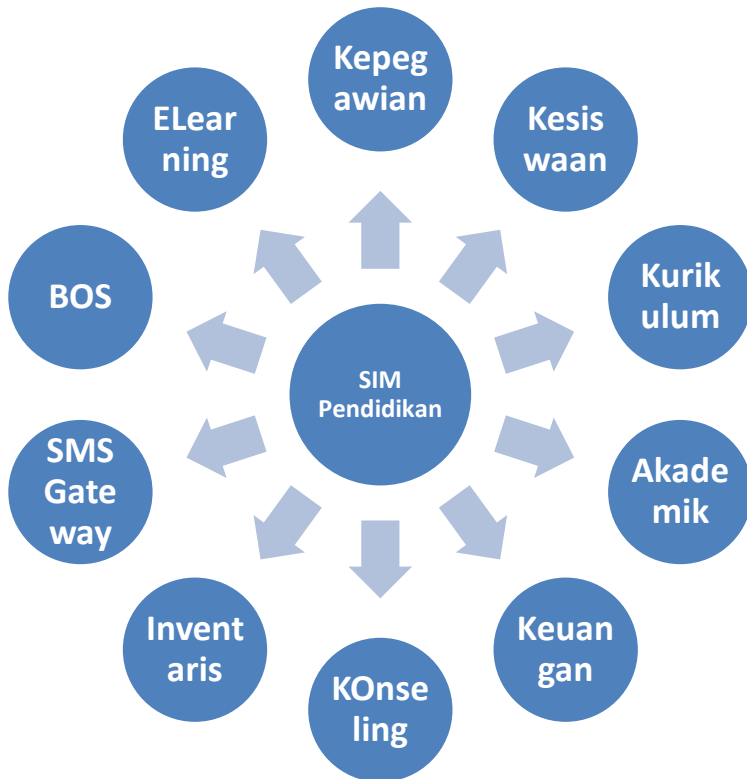 Kepeg
awian
Kesis
waan
Kurik
ulum
Akade
mik
Keuan
gan
KOnse
ling
Invent
aris
SMS
Gate
way
BOS
ELear
ning
SIM
Pendidikan